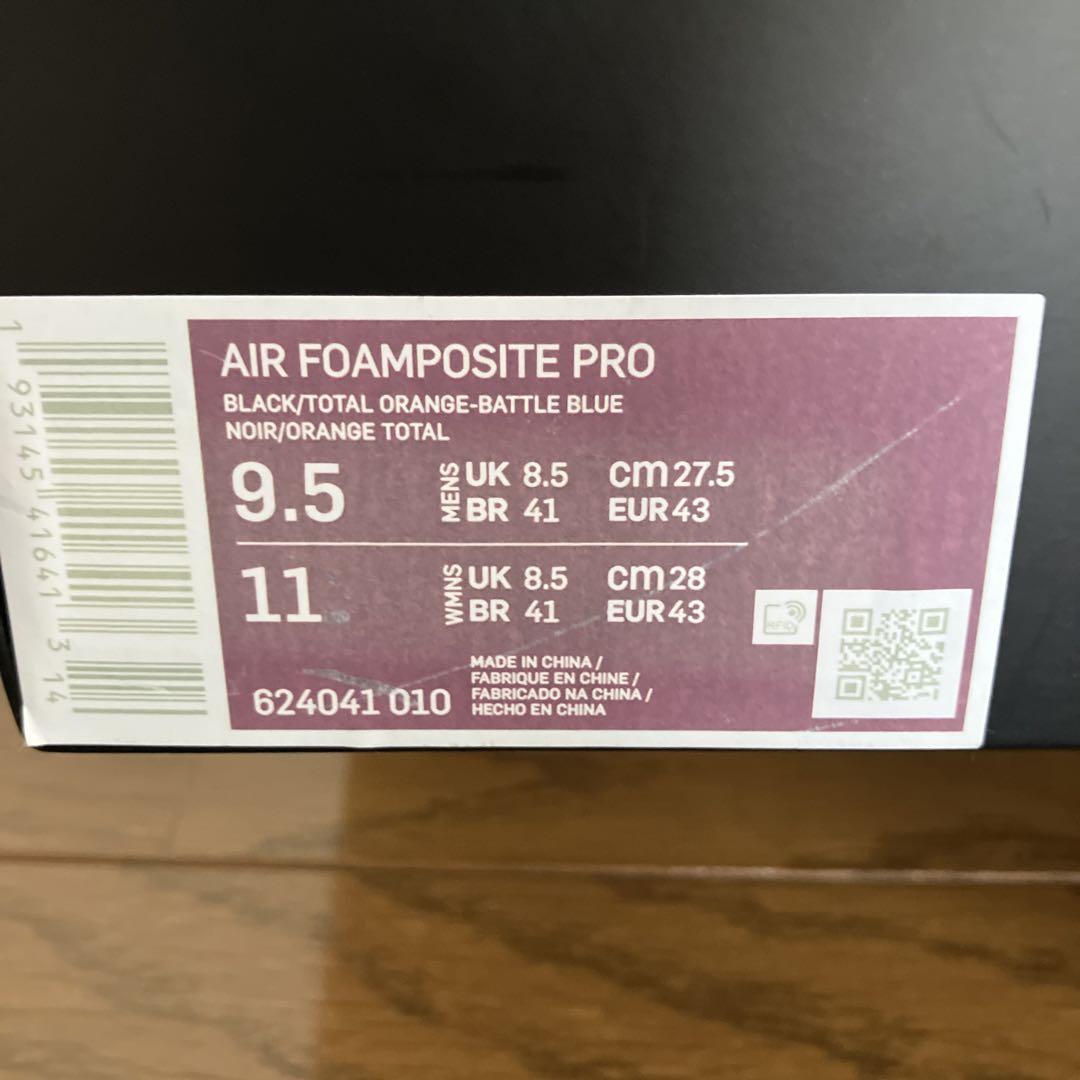 AIR FOAMPOSITE PRO
BLACK/TOTAL ORANGE-BATTLE BLUE
NOIR/ORANGE TOTAL
9.5 MENS UK 8.5 cm 27.5
BR 41 EUR 43
11 WMNS UK 8.5 cm 28
BR 41 EUR 43
624041 010
MADE IN CHINA /
FABRIQUE EN CHINE /
FABRICADO NA CHINA /
HECHO EN CHINA
RFID
1 93145 41641 3 14